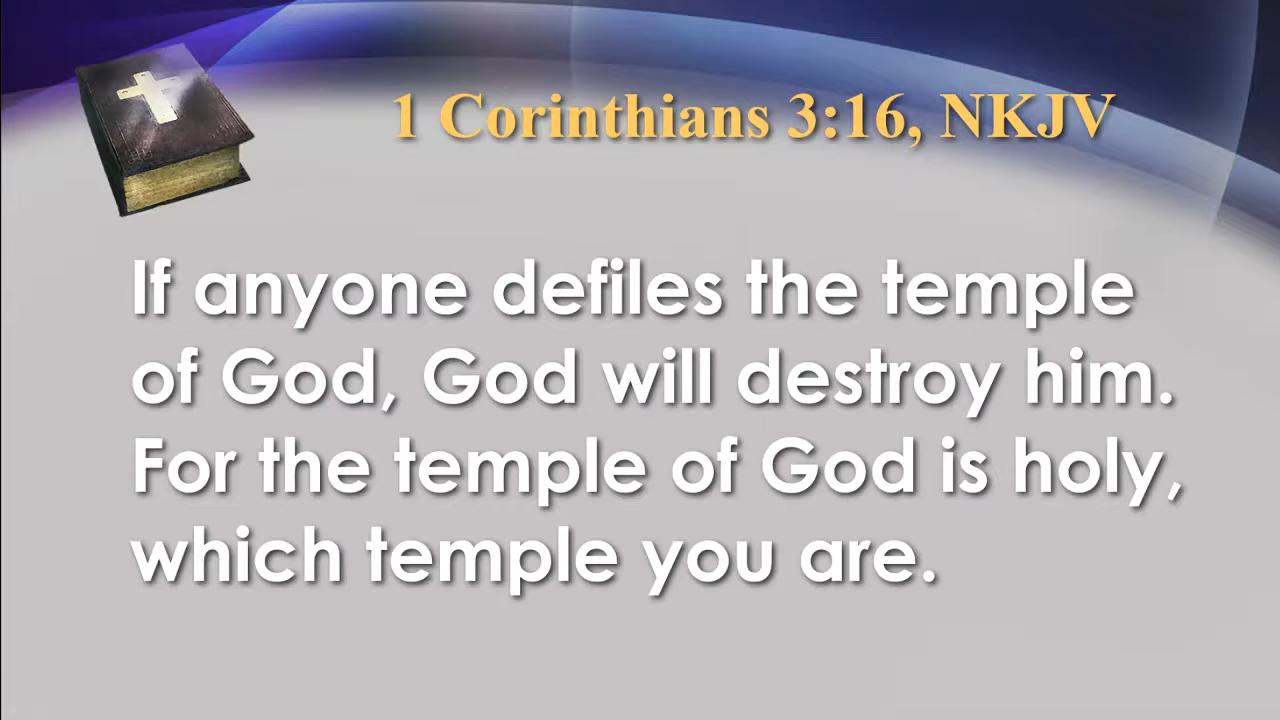 1 Corinthians 3:16, NKJV
If anyone defiles the temple
of God, God will destroy him.
For the temple of God is holy,
which temple you are.